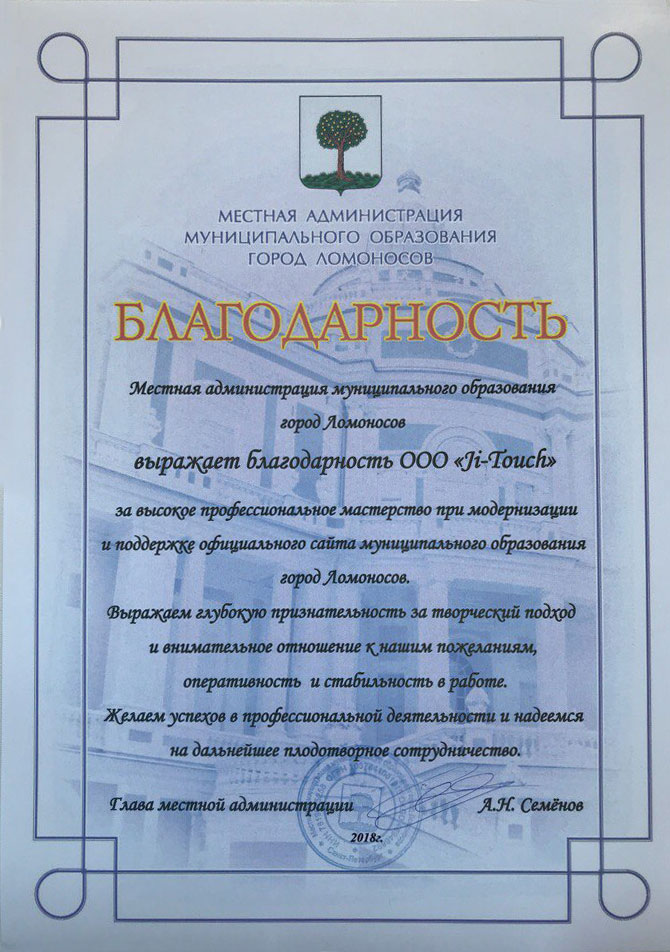 МЕСТНАЯ АДМИНИСТРАЦИЯ
МУНИЦИПАЛЬНОГО ОБРАЗОВАНИЯ
ГОРОД ЛОМОНОСОВ
БЛАГОДАРНОСТЬ
Местная администрация муниципального образования
город Ломоносов
выражает благодарность ООО «Ji-Touch»
за высокое профессиональное мастерство при модернизации
и поддержке официального сайта муниципального образования
город Ломоносов.
Выражаем глубокую признательность за творческий подход
и внимательное отношение к нашим пожеланиям,
оперативность и стабильность в работе.
Желаем успехов в профессиональной деятельности и надеемся
на дальнейшее плодотворное сотрудничество.
Глава местной администрации А.Н. Семёнов
2018г.
Санкт-Петербург